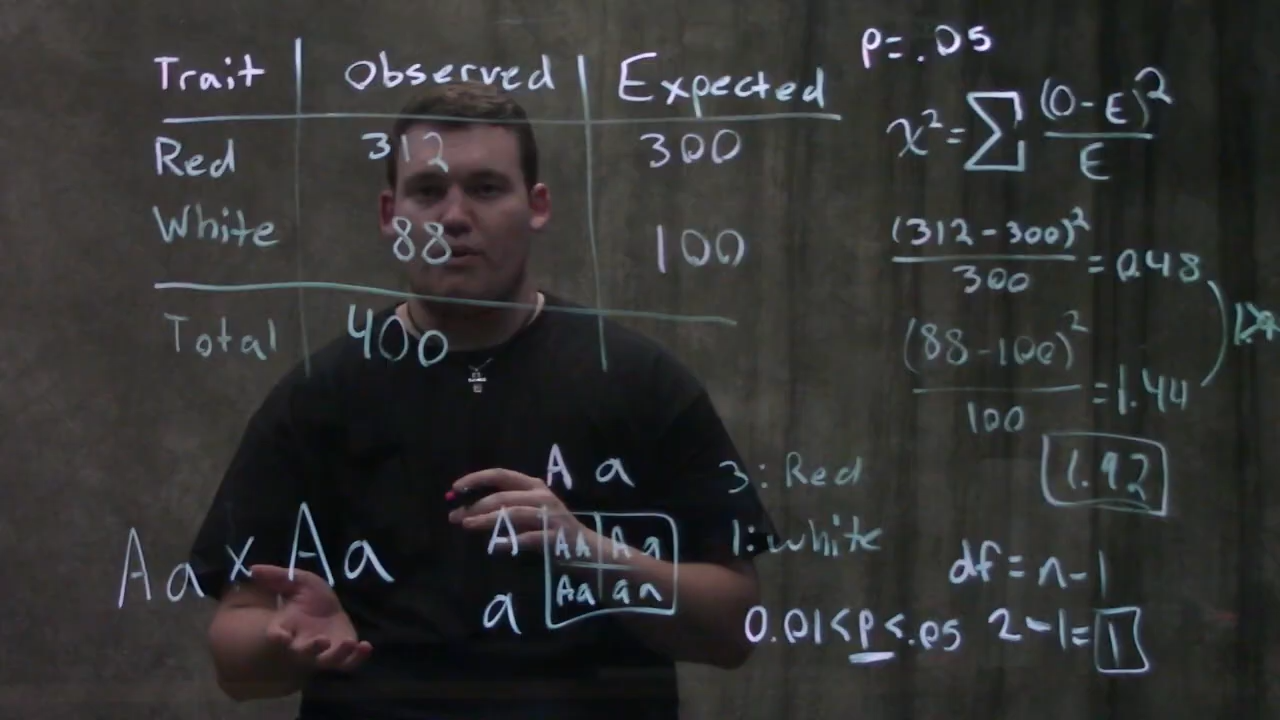 Trait Observed Expected
Red 312 300
White 88 100
Total 400
p=.05
χ²=∑ (O-E)²/E
(312-300)²/300 = 0.48
(88-100)²/100 = 1.44
1.92
A a
A AA Aa
a Aa aa
Aa x Aa
3: Red
1: white
df=n-1
2-1=1
0.01<p<.05